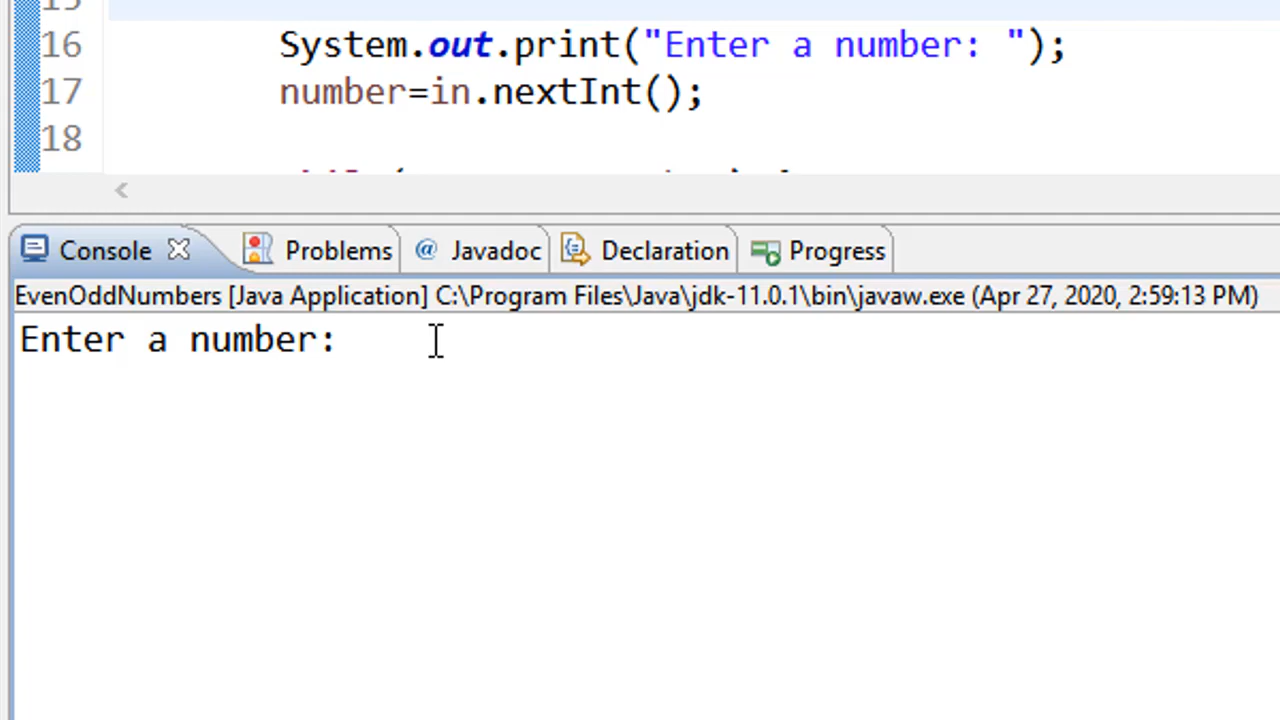 15
16 System.out.print("Enter a number: ");
17 number=in.nextInt();
18
Console Problems @ Javadoc Declaration Progress
EvenOddNumbers [Java Application] C:\Program Files\Java\jdk-11.0.1\bin\javaw.exe (Apr 27, 2020, 2:59:13 PM)
Enter a number: